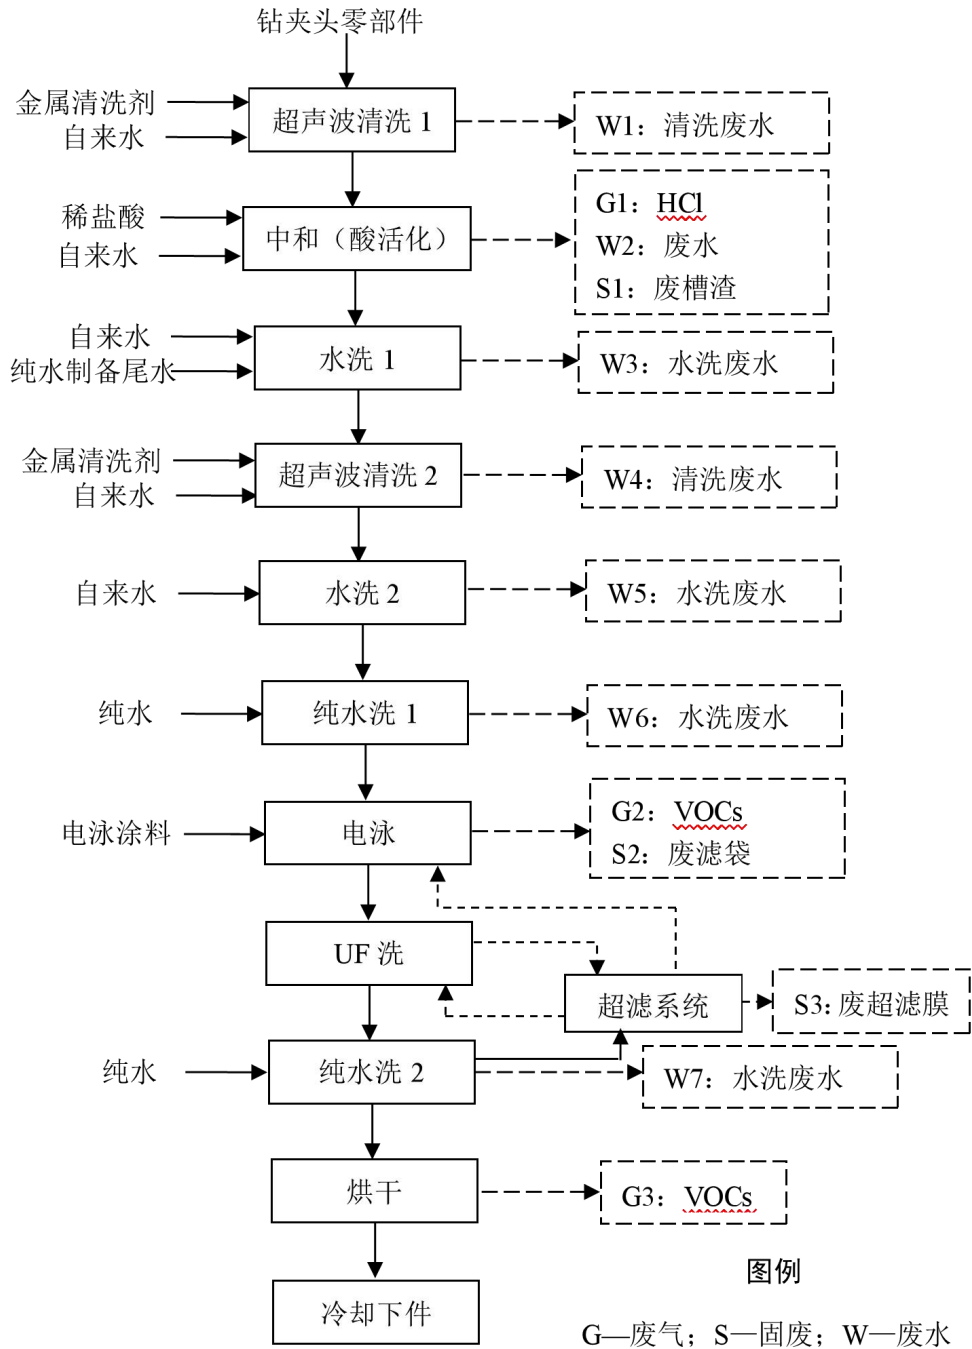 钻夹头零部件
金属清洗剂
自来水
超声波清洗 1
W1：清洗废水
稀盐酸
自来水
中和（酸活化）
G1：HCl
W2：废水
S1：废槽渣
自来水
纯水制备尾水
水洗 1
W3：水洗废水
金属清洗剂
自来水
超声波清洗 2
W4：清洗废水
自来水
水洗 2
W5：水洗废水
纯水
纯水洗 1
W6：水洗废水
电泳涂料
电泳
G2：VOCs
S2：废滤袋
UF 洗
超滤系统
S3：废超滤膜
纯水
纯水洗 2
W7：水洗废水
烘干
G3：VOCs
冷却下件
图例
G—废气；S—固废；W—废水